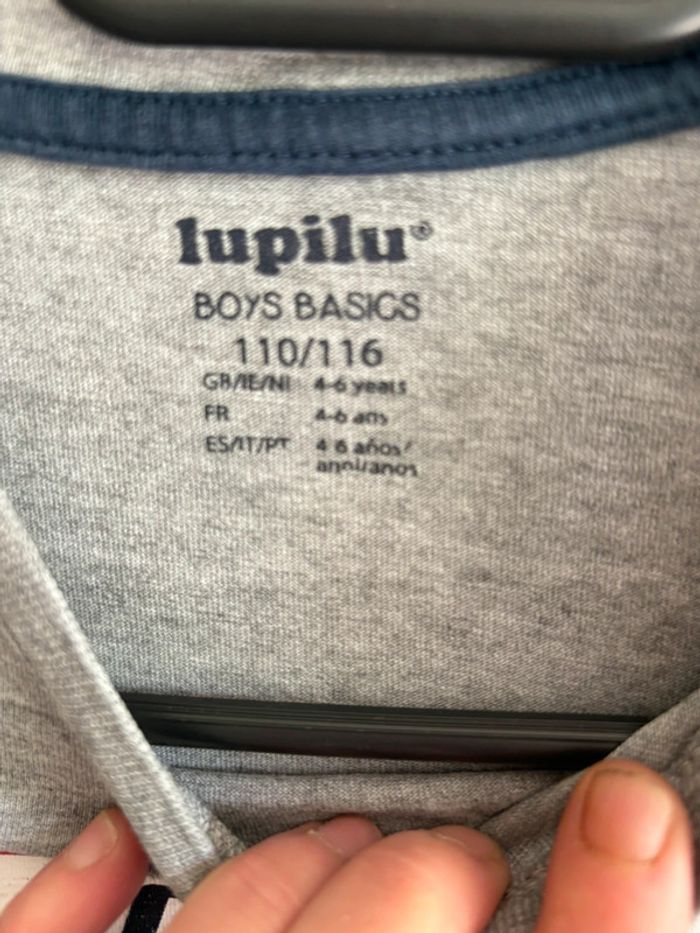 lupilu®
BOYS BASICS
110/116
GB/IE/NI 4-6 years
FR 4-6 ans
ES/IT/PT 4 6 años/
anni/anos